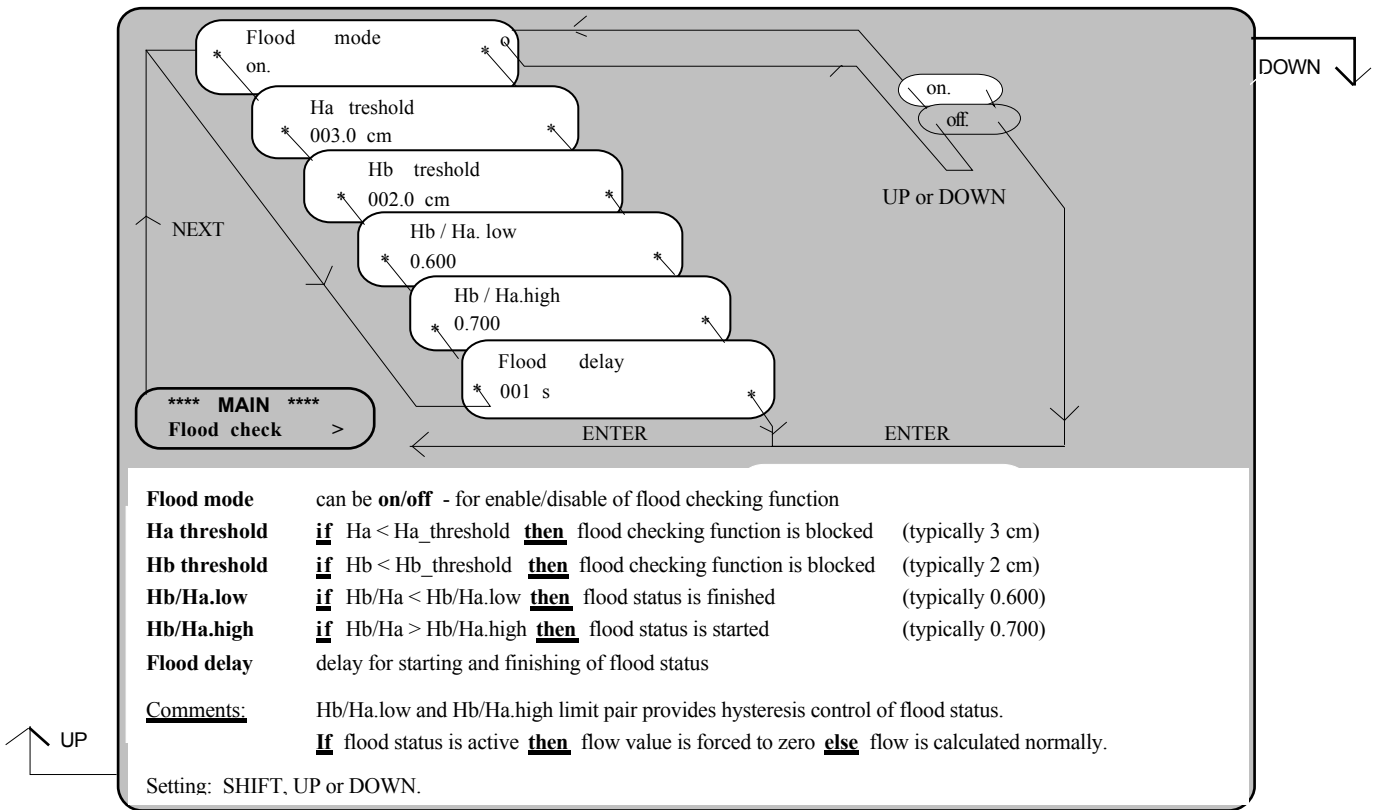 Flood mode
on.
* * o
DOWN
on.
off.
Ha treshold
* 003.0 cm *
Hb treshold
* 002.0 cm *
UP or DOWN
NEXT
Hb / Ha. low
* 0.600 *
Hb / Ha.high
* 0.700 *
Flood delay
* 001 s *
**** MAIN ****
Flood check >
ENTER ENTER
Flood mode can be on/off - for enable/disable of flood checking function
Ha threshold if Ha < Ha_threshold then flood checking function is blocked (typically 3 cm)
Hb threshold if Hb < Hb_threshold then flood checking function is blocked (typically 2 cm)
Hb/Ha.low if Hb/Ha < Hb/Ha.low then flood status is finished (typically 0.600)
Hb/Ha.high if Hb/Ha > Hb/Ha.high then flood status is started (typically 0.700)
Flood delay delay for starting and finishing of flood status
Comments: Hb/Ha.low and Hb/Ha.high limit pair provides hysteresis control of flood status.
If flood status is active then flow value is forced to zero else flow is calculated normally.
UP
Setting: SHIFT, UP or DOWN.